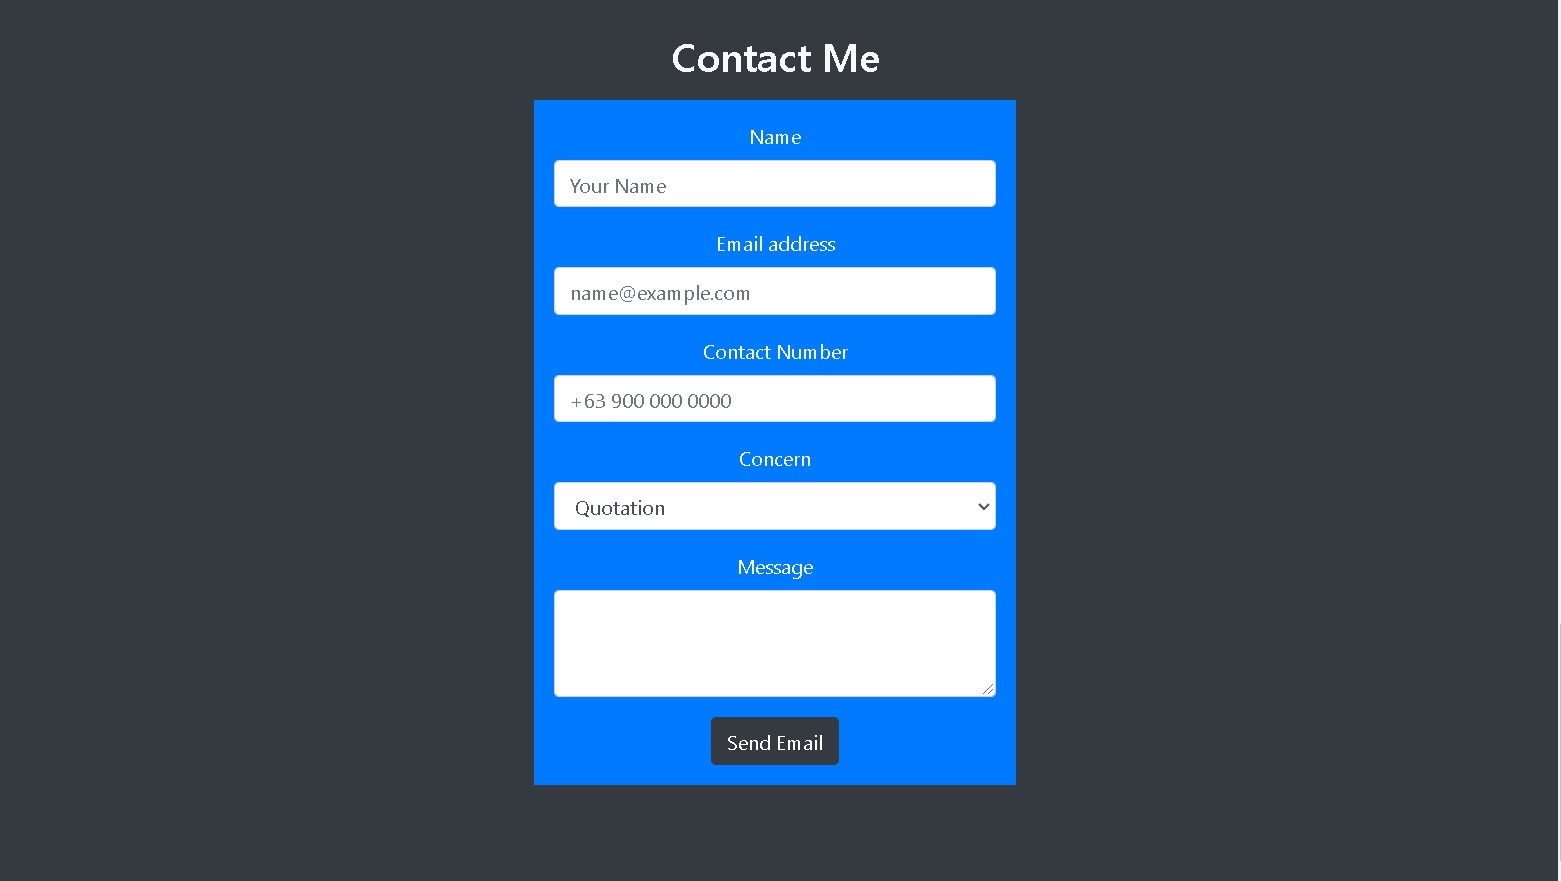 Contact Me
Name
Your Name
Email address
name@example.com
Contact Number
+63 900 000 0000
Concern
Quotation
Message
Send Email